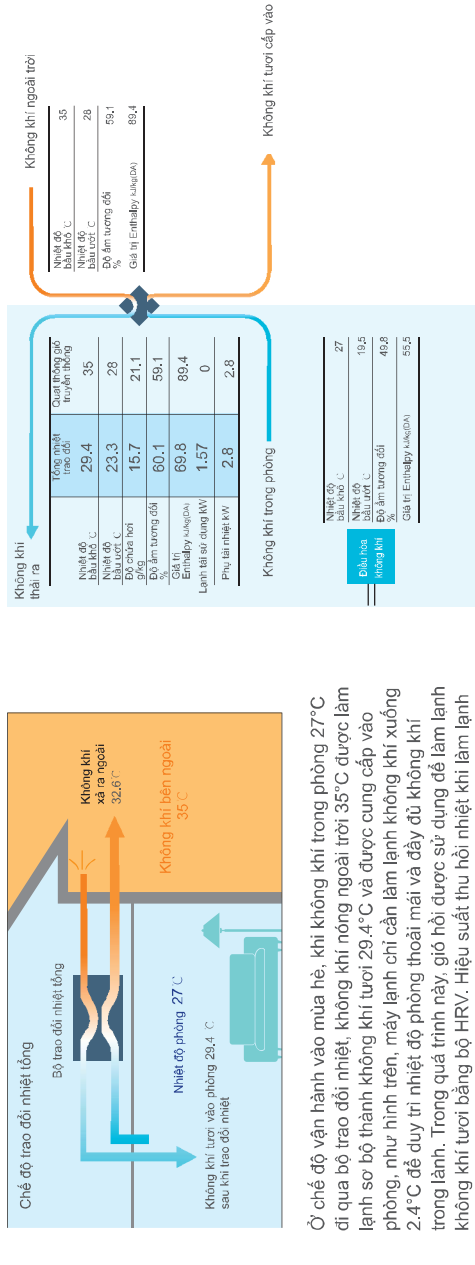 Chế độ trao đổi nhiệt tổng
Bộ trao đổi nhiệt tổng
Không khí
xả ra ngoài
32.6℃
Không khí bên ngoài
35℃
Nhiệt độ phòng 27℃
Không khí tươi vào phòng 29,4 ℃
sau khi trao đổi nhiệt
Ở chế độ vận hành vào mùa hè, khi không khí trong phòng 27°C
đi qua bộ trao đổi nhiệt, không khí nóng ngoài trời 35°C được làm
lạnh sơ bộ thành không khí tươi 29.4°C và được cung cấp vào
phòng, như hình trên, máy lạnh chỉ cần làm lạnh không khí xuống
2.4°C để duy trì nhiệt độ phòng thoải mái và đầy đủ không khí
trong lành. Trong quá trình này, gió hồi được sử dụng để làm lạnh
không khí tươi bằng bộ HRV. Hiệu suất thu hồi nhiệt khi làm lạnh
Không khí
thải ra
Không khí ngoài trời
Tổng nhiệt
trao đổi
Quạt thông gió
truyền thống
Nhiệt độ
bầu khô ℃
29.4
35
Nhiệt độ
bầu ướt ℃
23.3
28
Độ chứa hơi
g/kg
15.7
21.1
Độ ẩm tương đối
%
60.1
59.1
Giá trị
Enthalpy kJ/kg(DA)
69.8
89.4
Lạnh tải sử dụng kW
1.57
0
Phụ tải nhiệt kW
2.8
2.8
Nhiệt độ
bầu khô ℃
35
Nhiệt độ
bầu ướt ℃
28
Độ ẩm tương đối
%
59.1
Giá trị Enthalpy kJ/kg(DA)
89.4
Không khí trong phòng
Không khí tươi cấp vào
Điều hòa
không khí
Nhiệt độ
bầu khô ℃
27
Nhiệt độ
bầu ướt ℃
19.5
Độ ẩm tương đối
%
49.8
Giá trị Enthalpy kJ/kg(DA)
55.5